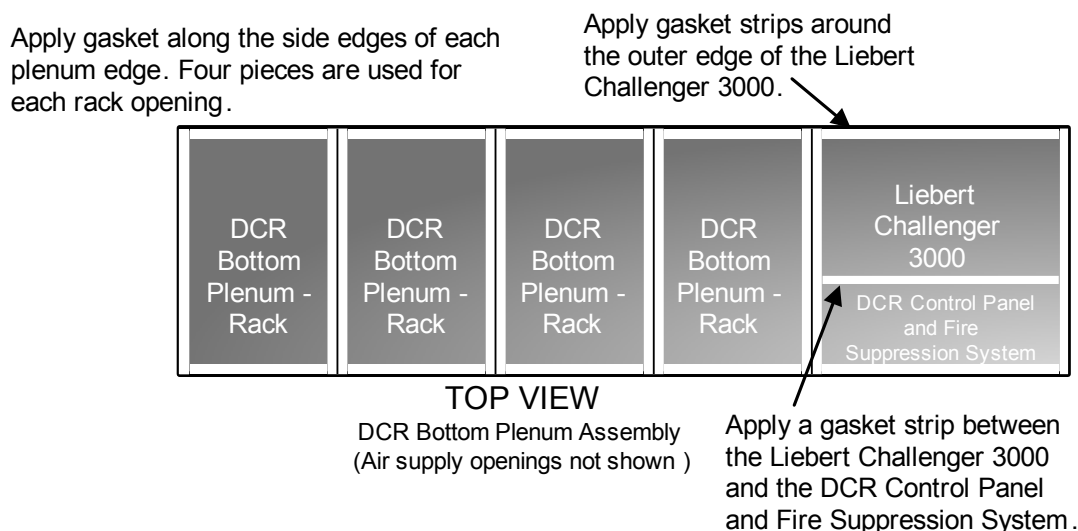 Apply gasket along the side edges of each
plenum edge. Four pieces are used for
each rack opening.
Apply gasket strips around
the outer edge of the Liebert
Challenger 3000.
DCR
Bottom
Plenum -
Rack
DCR
Bottom
Plenum -
Rack
DCR
Bottom
Plenum -
Rack
DCR
Bottom
Plenum -
Rack
Liebert
Challenger
3000
DCR Control Panel
and Fire
Suppression System
TOP VIEW
DCR Bottom Plenum Assembly
(Air supply openings not shown )
Apply a gasket strip between
the Liebert Challenger 3000
and the DCR Control Panel
and Fire Suppression System.